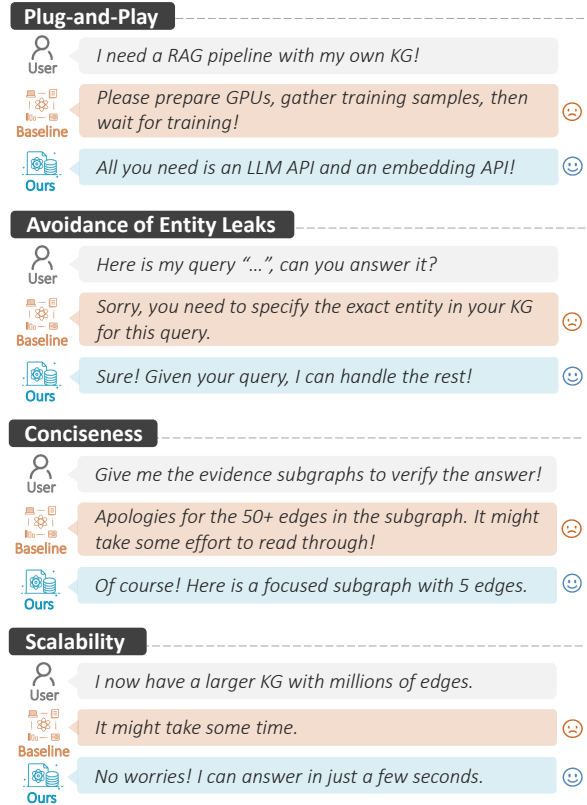 Plug-and-Play
User
I need a RAG pipeline with my own KG!
Baseline
Please prepare GPUs, gather training samples, then
wait for training!
Ours
All you need is an LLM API and an embedding API!
Avoidance of Entity Leaks
User
Here is my query “...”, can you answer it?
Baseline
Sorry, you need to specify the exact entity in your KG
for this query.
Ours
Sure! Given your query, I can handle the rest!
Conciseness
User
Give me the evidence subgraphs to verify the answer!
Baseline
Apologies for the 50+ edges in the subgraph. It might
take some effort to read through!
Ours
Of course! Here is a focused subgraph with 5 edges.
Scalability
User
I now have a larger KG with millions of edges.
Baseline
It might take some time.
Ours
No worries! I can answer in just a few seconds.